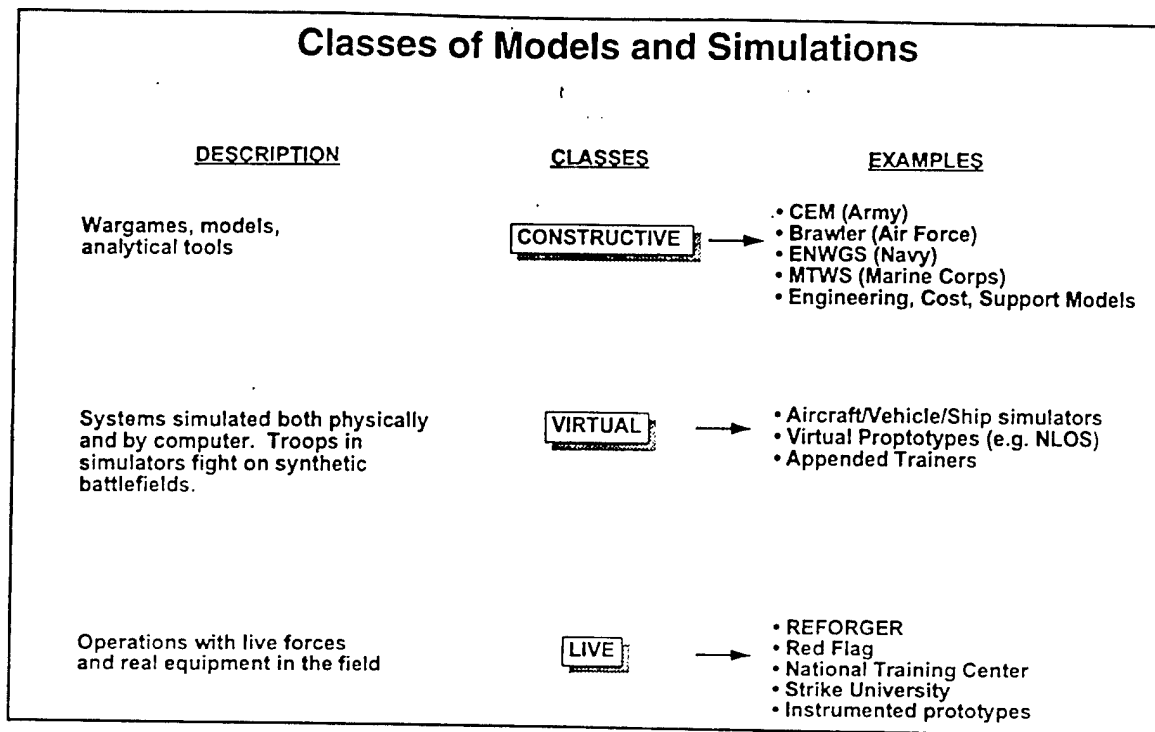 Classes of Models and Simulations
DESCRIPTION
CLASSES
EXAMPLES
Wargames, models,
analytical tools
CONSTRUCTIVE
• CEM (Army)
• Brawler (Air Force)
• ENWGS (Navy)
• MTWS (Marine Corps)
• Engineering, Cost, Support Models
Systems simulated both physically
and by computer. Troops in
simulators fight on synthetic
battlefields.
VIRTUAL
• Aircraft/Vehicle/Ship simulators
• Virtual Proptotypes (e.g. NLOS)
• Appended Trainers
Operations with live forces
and real equipment in the field
LIVE
• REFORGER
• Red Flag
• National Training Center
• Strike University
• Instrumented prototypes